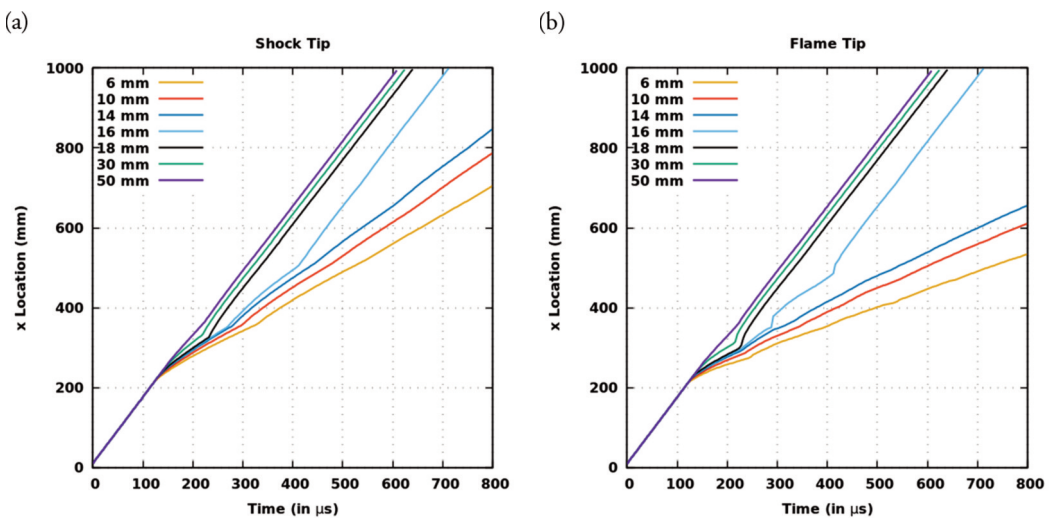 (a)
Shock Tip
1000
800
600
400
200
0
x Location (mm)
6 mm
10 mm
14 mm
16 mm
18 mm
30 mm
50 mm
0 100 200 300 400 500 600 700 800
Time (in μs)
(b)
Flame Tip
1000
800
600
400
200
0
x Location (mm)
6 mm
10 mm
14 mm
16 mm
18 mm
30 mm
50 mm
0 100 200 300 400 500 600 700 800
Time (in μs)